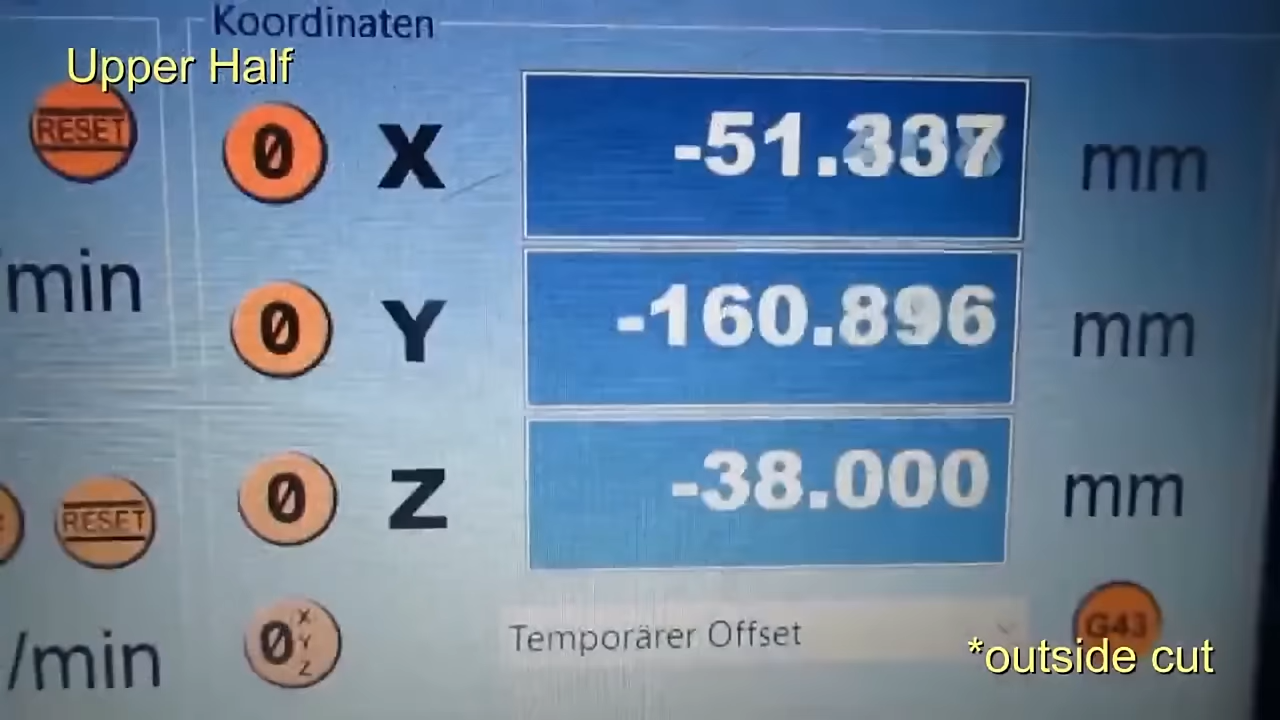 Koordinaten
Upper Half
RESET
0 X -51.337 mm
/min
0 Y -160.896 mm
0 Z -38.000 mm
RESET
0 X Y Z
/min
Temporärer Offset
G43
*outside cut